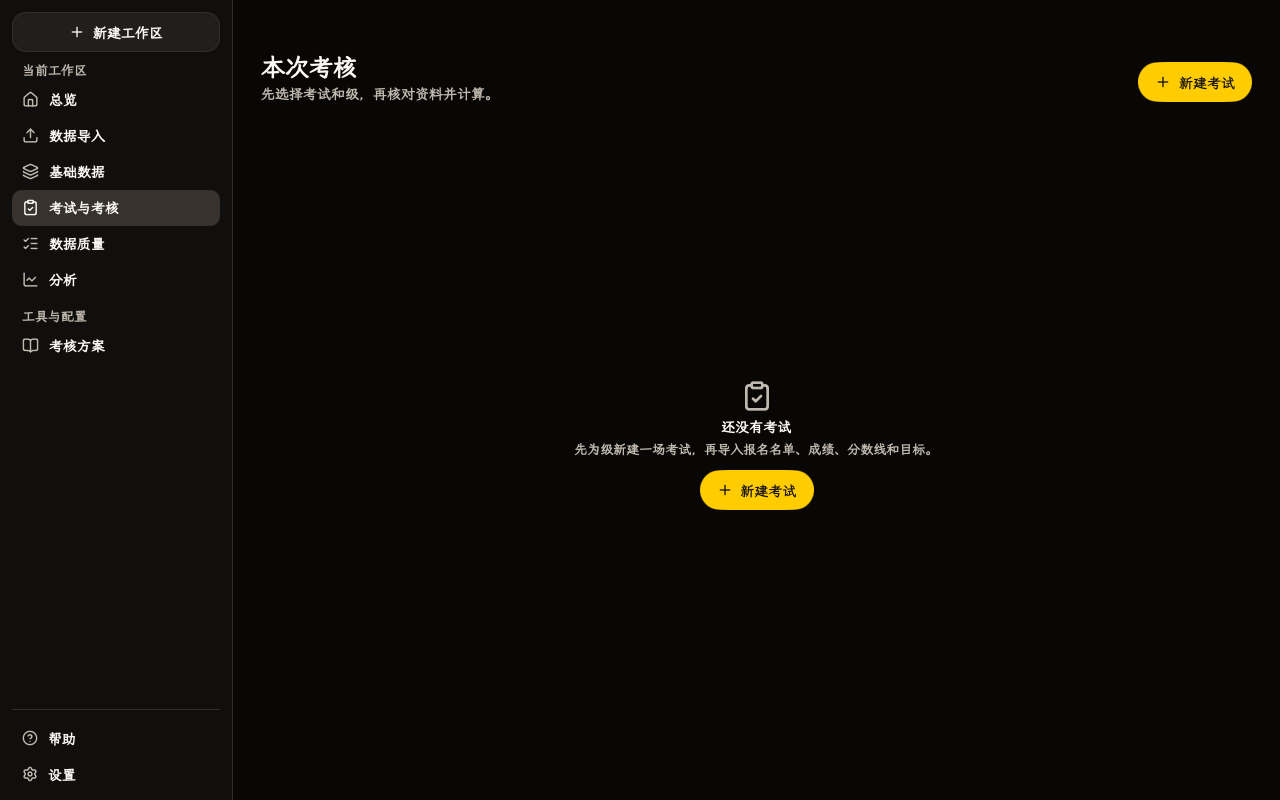 新建工作区
当前工作区
总览
数据导入
基础数据
考试与考核
数据质量
分析
工具与配置
考核方案
帮助
设置
本次考核
先选择考试和级，再核对资料并计算。
新建考试
还没有考试
先为级新建一场考试，再导入报名名单、成绩、分数线和目标。
新建考试